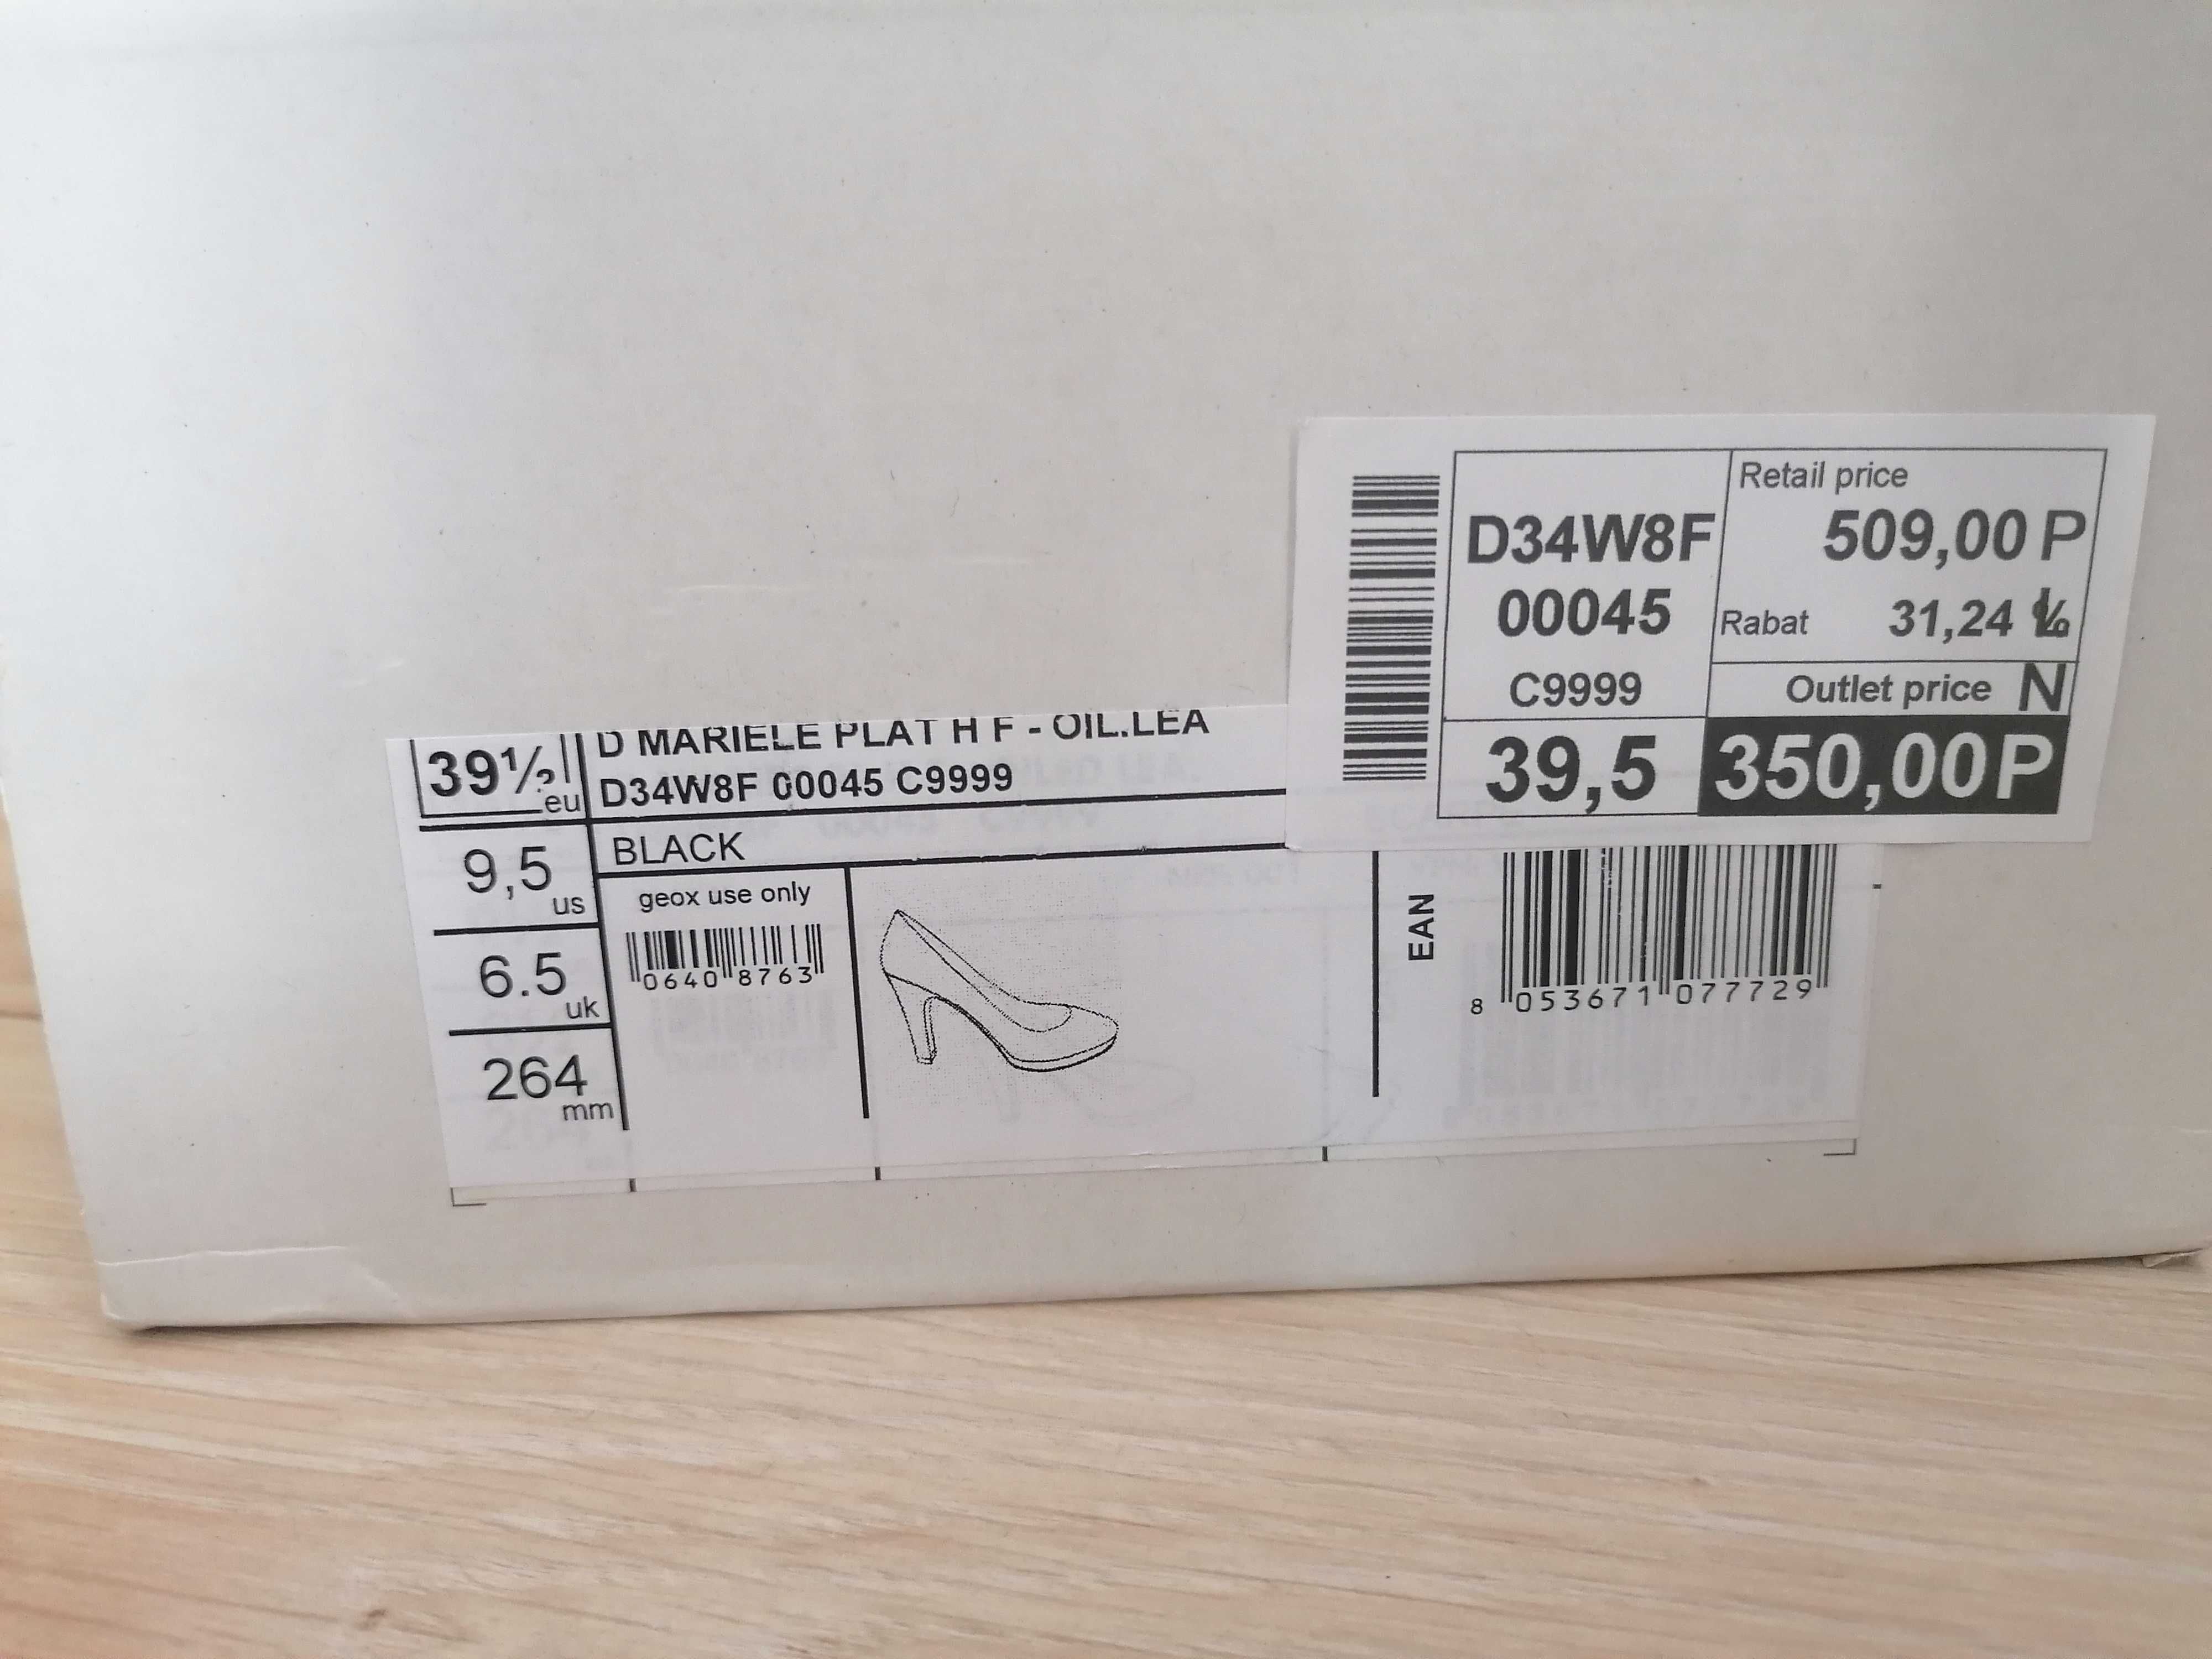 Retail price
D34W8F
509,00 P
00045
Rabat 31,24 %
C9999
Outlet price N
39,5
350,00P
39½ eu
D MARIELE PLAT H F - OIL.LEA
D34W8F 00045 C9999
BLACK
9,5 us
geox use only
0640 8763
6.5 uk
264 mm
EAN
8 053671 077729